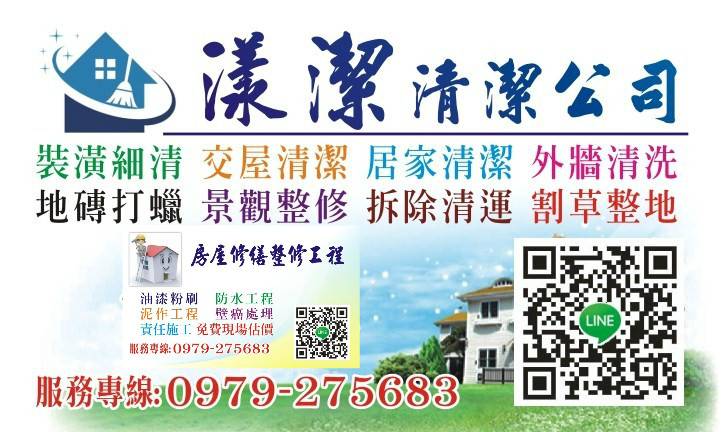 漾潔清潔公司
裝潢細清 交屋清潔 居家清潔 外牆清洗
地磚打蠟 景觀整修 拆除清運 割草整地
房屋修繕整修工程
油漆粉刷 防水工程
泥作工程 壁癌處理
責任施工 免費現場估價
服務專線:0979-275683
LINE
服務專線:0979-275683